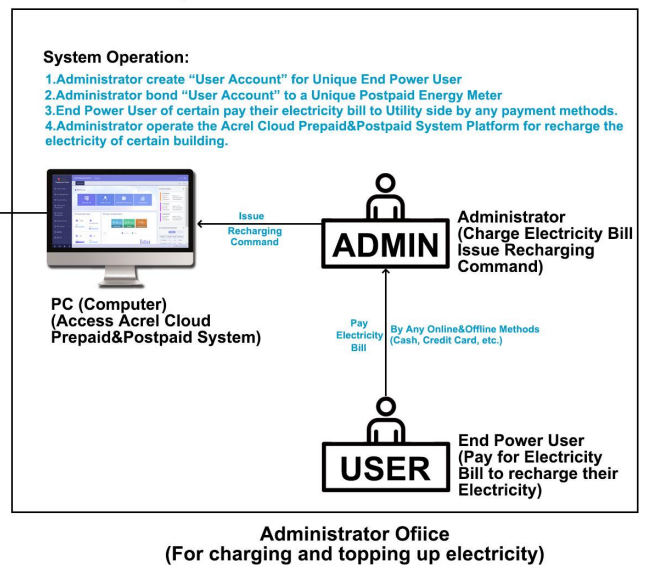 System Operation:
1.Administrator create “User Account” for Unique End Power User
2.Administrator bond “User Account” to a Unique Postpaid Energy Meter
3.End Power User of certain pay their electricity bill to Utility side by any payment methods.
4.Administrator operate the Acrel Cloud Prepaid&Postpaid System Platform for recharge the
electricity of certain building.
Issue
Recharging
Command
ADMIN
Administrator
(Charge Electricity Bill
Issue Recharging
Command)
PC (Computer)
(Access Acrel Cloud
Prepaid&Postpaid System)
Pay
Electricity
Bill
By Any Online&Offline Methods
(Cash, Credit Card, etc.)
USER
End Power User
(Pay for Electricity
Bill to recharge their
Electricity)
Administrator Ofiice
(For charging and topping up electricity)